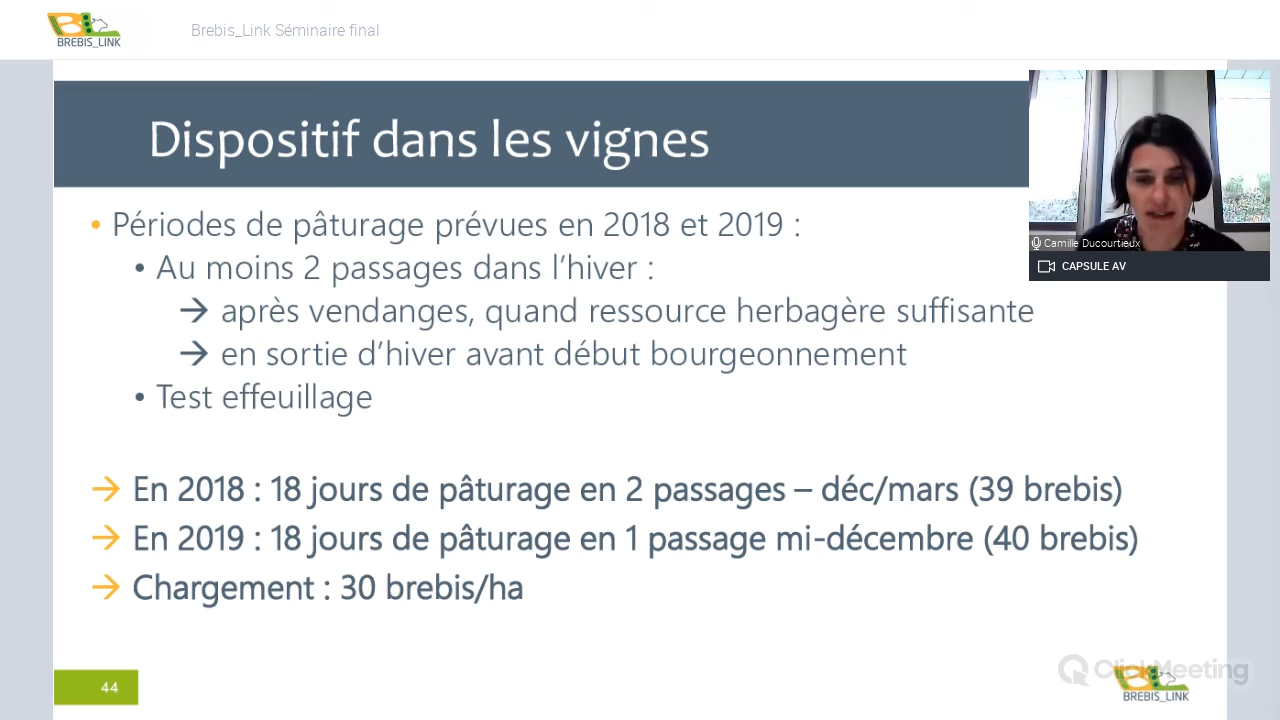 BL
BREBIS_LINK
Brebis_Link Séminaire final
Dispositif dans les vignes
Camille Ducourtieux
CAPSULE AV
• Périodes de pâturage prévues en 2018 et 2019 :
• Au moins 2 passages dans l’hiver :
→ après vendanges, quand ressource herbagère suffisante
→ en sortie d’hiver avant début bourgeonnement
• Test effeuillage
→ En 2018 : 18 jours de pâturage en 2 passages – déc/mars (39 brebis)
→ En 2019 : 18 jours de pâturage en 1 passage mi-décembre (40 brebis)
→ Chargement : 30 brebis/ha
44
ClickMeeting
BL
BREBIS_LINK